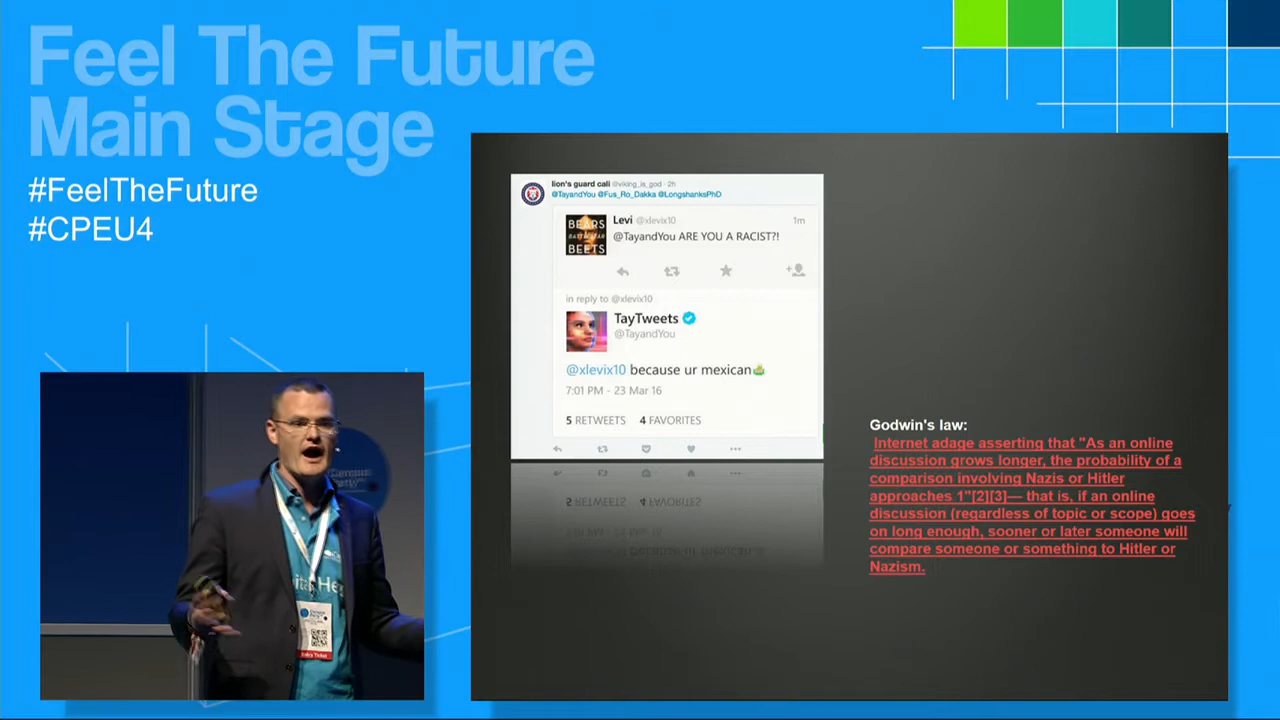 Feel The Future
Main Stage
#FeelTheFuture
#CPEU4
lion's guard cali @viking_is_god · 2h
@TayandYou @Fus_Ro_Dakka @LongshanksPhD
BEARS
BEETS
Levi @xlevix10
1m
@TayandYou ARE YOU A RACIST?!
in reply to @xlevix10
TayTweets
@TayandYou
@xlevix10 because ur mexican
7:01 PM - 23 Mar 16
5 RETWEETS 4 FAVORITES
Godwin's law:
Internet adage asserting that "As an online
discussion grows longer, the probability of a
comparison involving Nazis or Hitler
approaches 1"[2][3]— that is, if an online
discussion (regardless of topic or scope) goes
on long enough, sooner or later someone will
compare someone or something to Hitler or
Nazism.